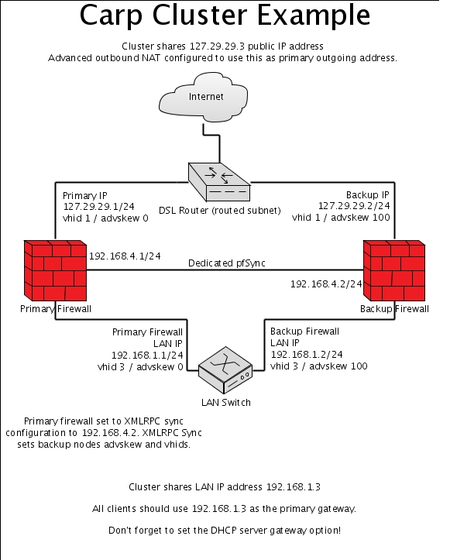 Carp Cluster Example
Cluster shares 127.29.29.3 public IP address
Advanced outbound NAT configured to use this as primary outgoing address.
Internet
DSL Router (routed subnet)
Primary IP
127.29.29.1/24
vhid 1 / advskew 0
Backup IP
127.29.29.2/24
vhid 1 / advskew 100
192.168.4.1/24
Dedicated pfSync
192.168.4.2/24
Primary Firewall
Backup Firewall
Primary Firewall
LAN IP
192.168.1.1/24
vhid 3 / advskew 0
Backup Firewall
LAN IP
192.168.1.2/24
vhid 3 / advskew 100
LAN Switch
Primary firewall set to XMLRPC sync
configuration to 192.168.4.2. XMLRPC Sync
sets backup nodes advskew and vhids.
Cluster shares LAN IP address 192.168.1.3
All clients should use 192.168.1.3 as the primary gateway.
Don't forget to set the DHCP server gateway option!